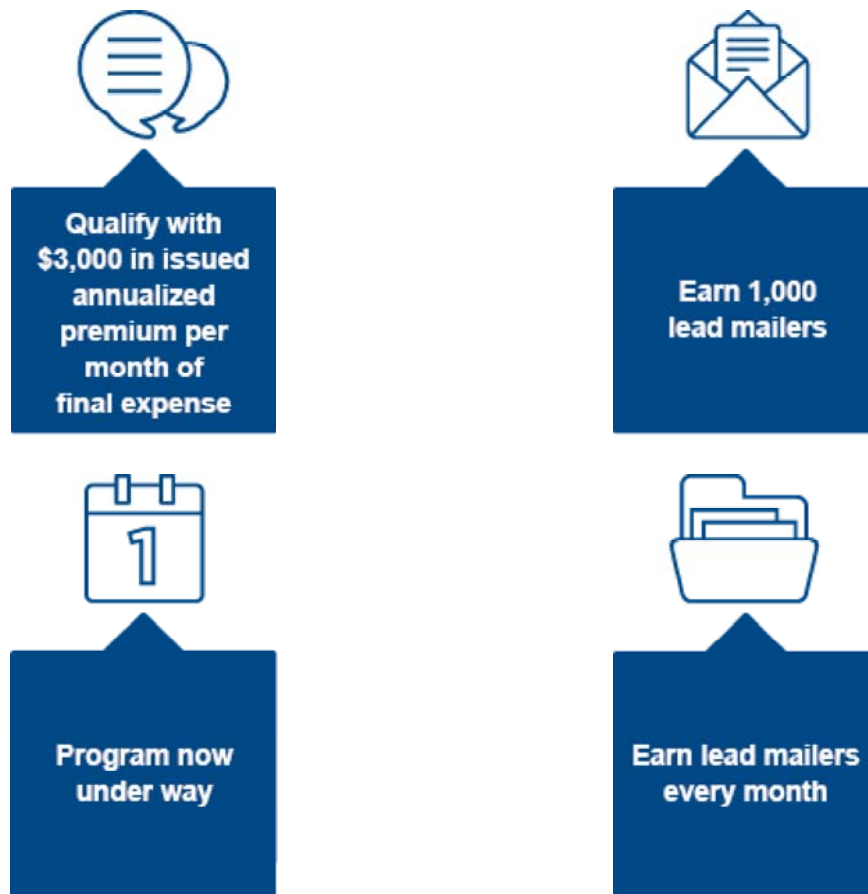 Qualify with
$3,000 in issued
annualized
premium per
month of
final expense
Earn 1,000
lead mailers
1
Program now
under way
Earn lead mailers
every month